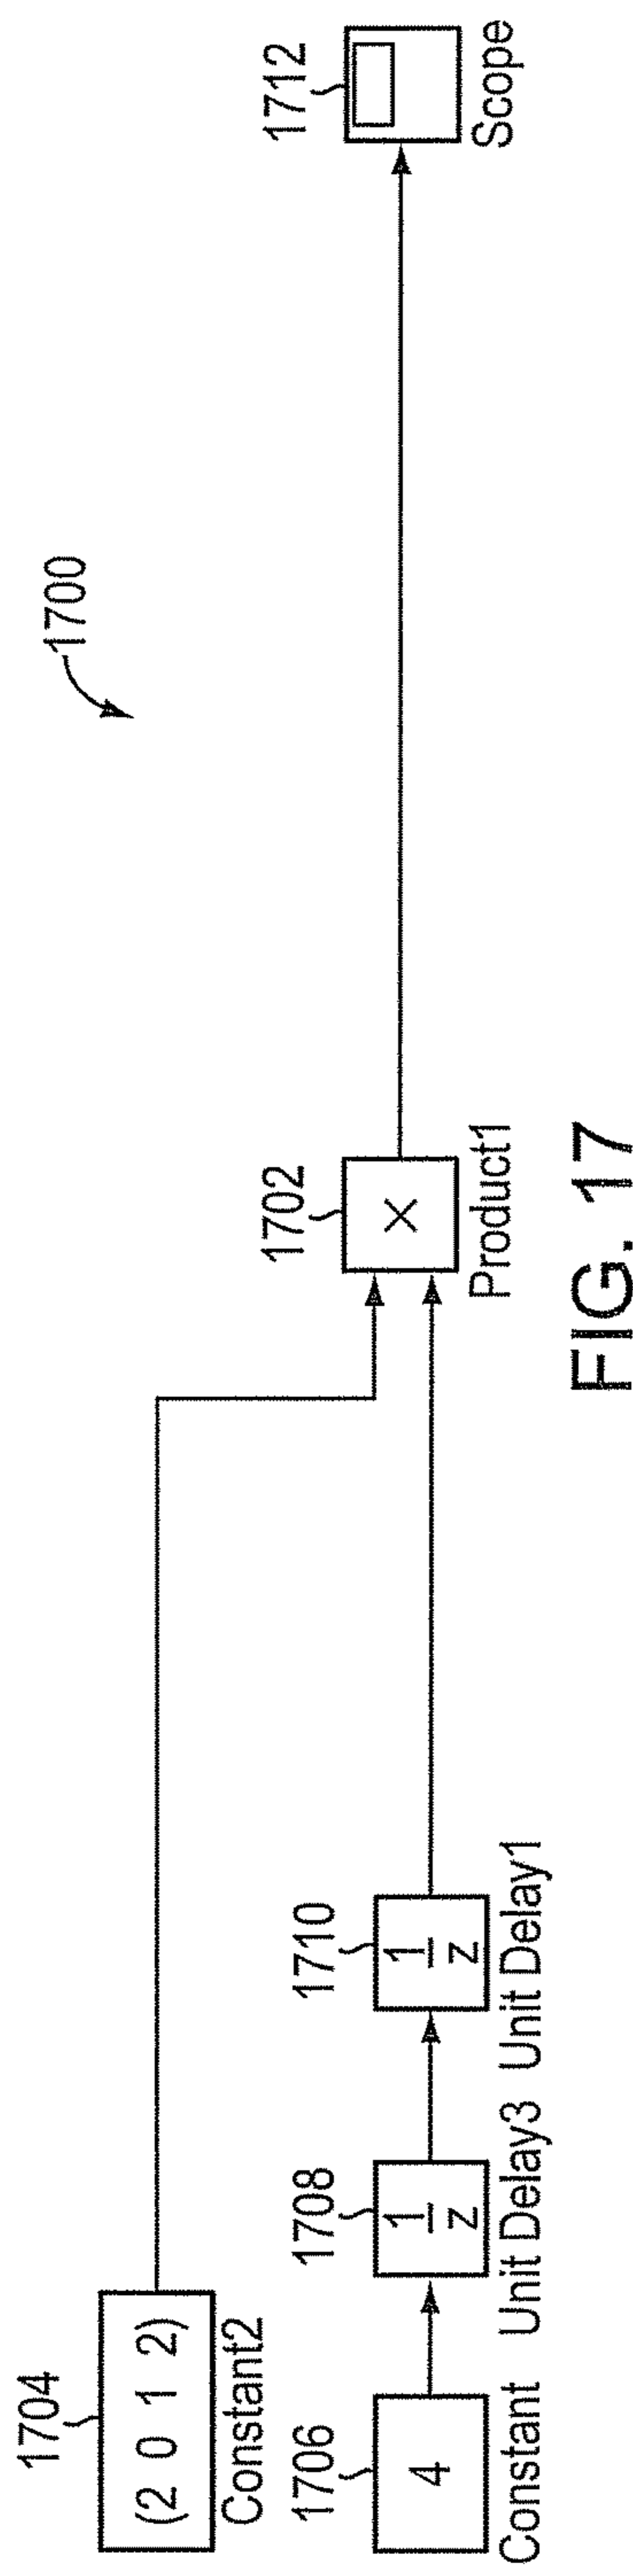 1700
1704
(2 0 1 2)
Constant2
1706
4
Constant
1708
1
z
Unit Delay3
1710
1
z
Unit Delay1
1702
×
Product1
1712
Scope
FIG. 17